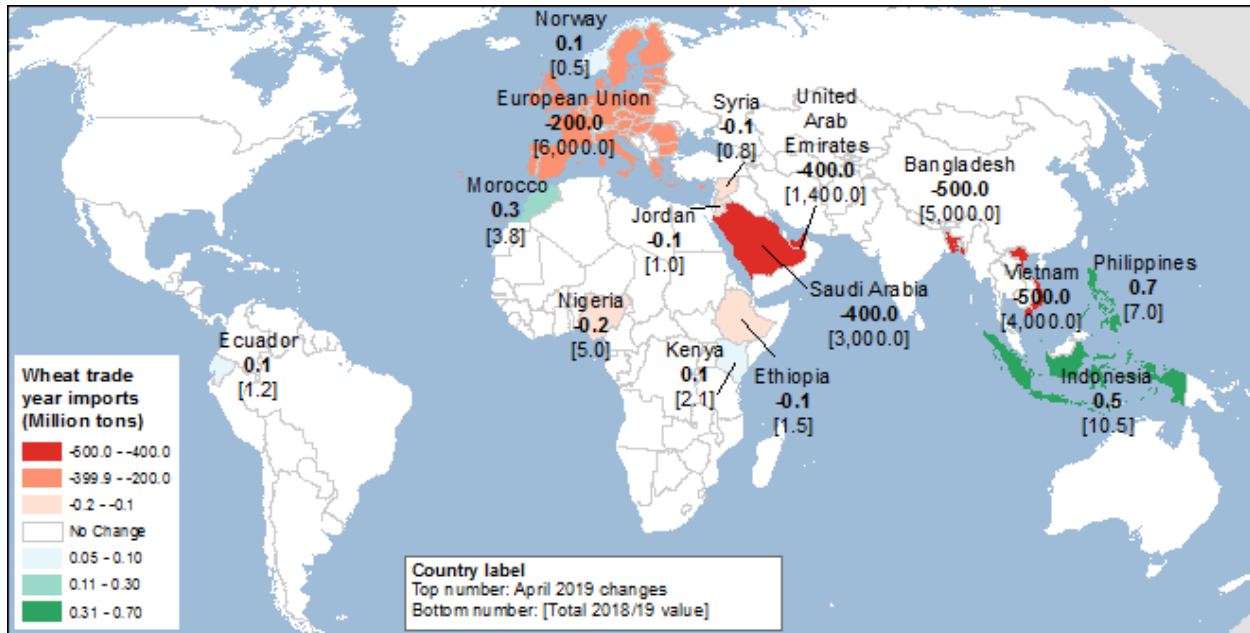 Norway
0.1
[0.5]
European Union
-200.0
[6,000.0]
Syria
-0.1
[0.8]
United
Arab
Emirates
-400.0
[1,400.0]
Bangladesh
-500.0
[5,000.0]
Morocco
0.3
[3.8]
Jordan
-0.1
[1.0]
Saudi Arabia
-400.0
[3,000.0]
Vietnam
-500.0
[4,000.0]
Philippines
0.7
[7.0]
Nigeria
-0.2
[5.0]
Ecuador
0.1
[1.2]
Kenya
0.1
[2.1]
Ethiopia
-0.1
[1.5]
Indonesia
0.5
[10.5]
Wheat trade
year imports
(Million tons)
-500.0 - -400.0
-399.9 - -200.0
-0.2 - -0.1
No Change
0.05 - 0.10
0.11 - 0.30
0.31 - 0.70
Country label
Top number: April 2019 changes
Bottom number: [Total 2018/19 value]